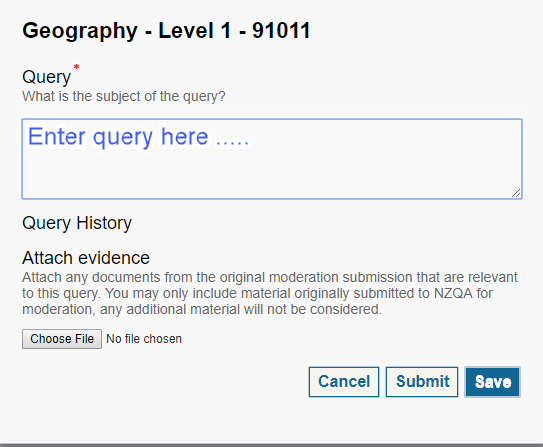 Geography - Level 1 - 91011
Query*
What is the subject of the query?
Enter query here .....
Query History
Attach evidence
Attach any documents from the original moderation submission that are relevant
to this query. You may only include material originally submitted to NZQA for
moderation, any additional material will not be considered.
Choose File No file chosen
Cancel Submit Save